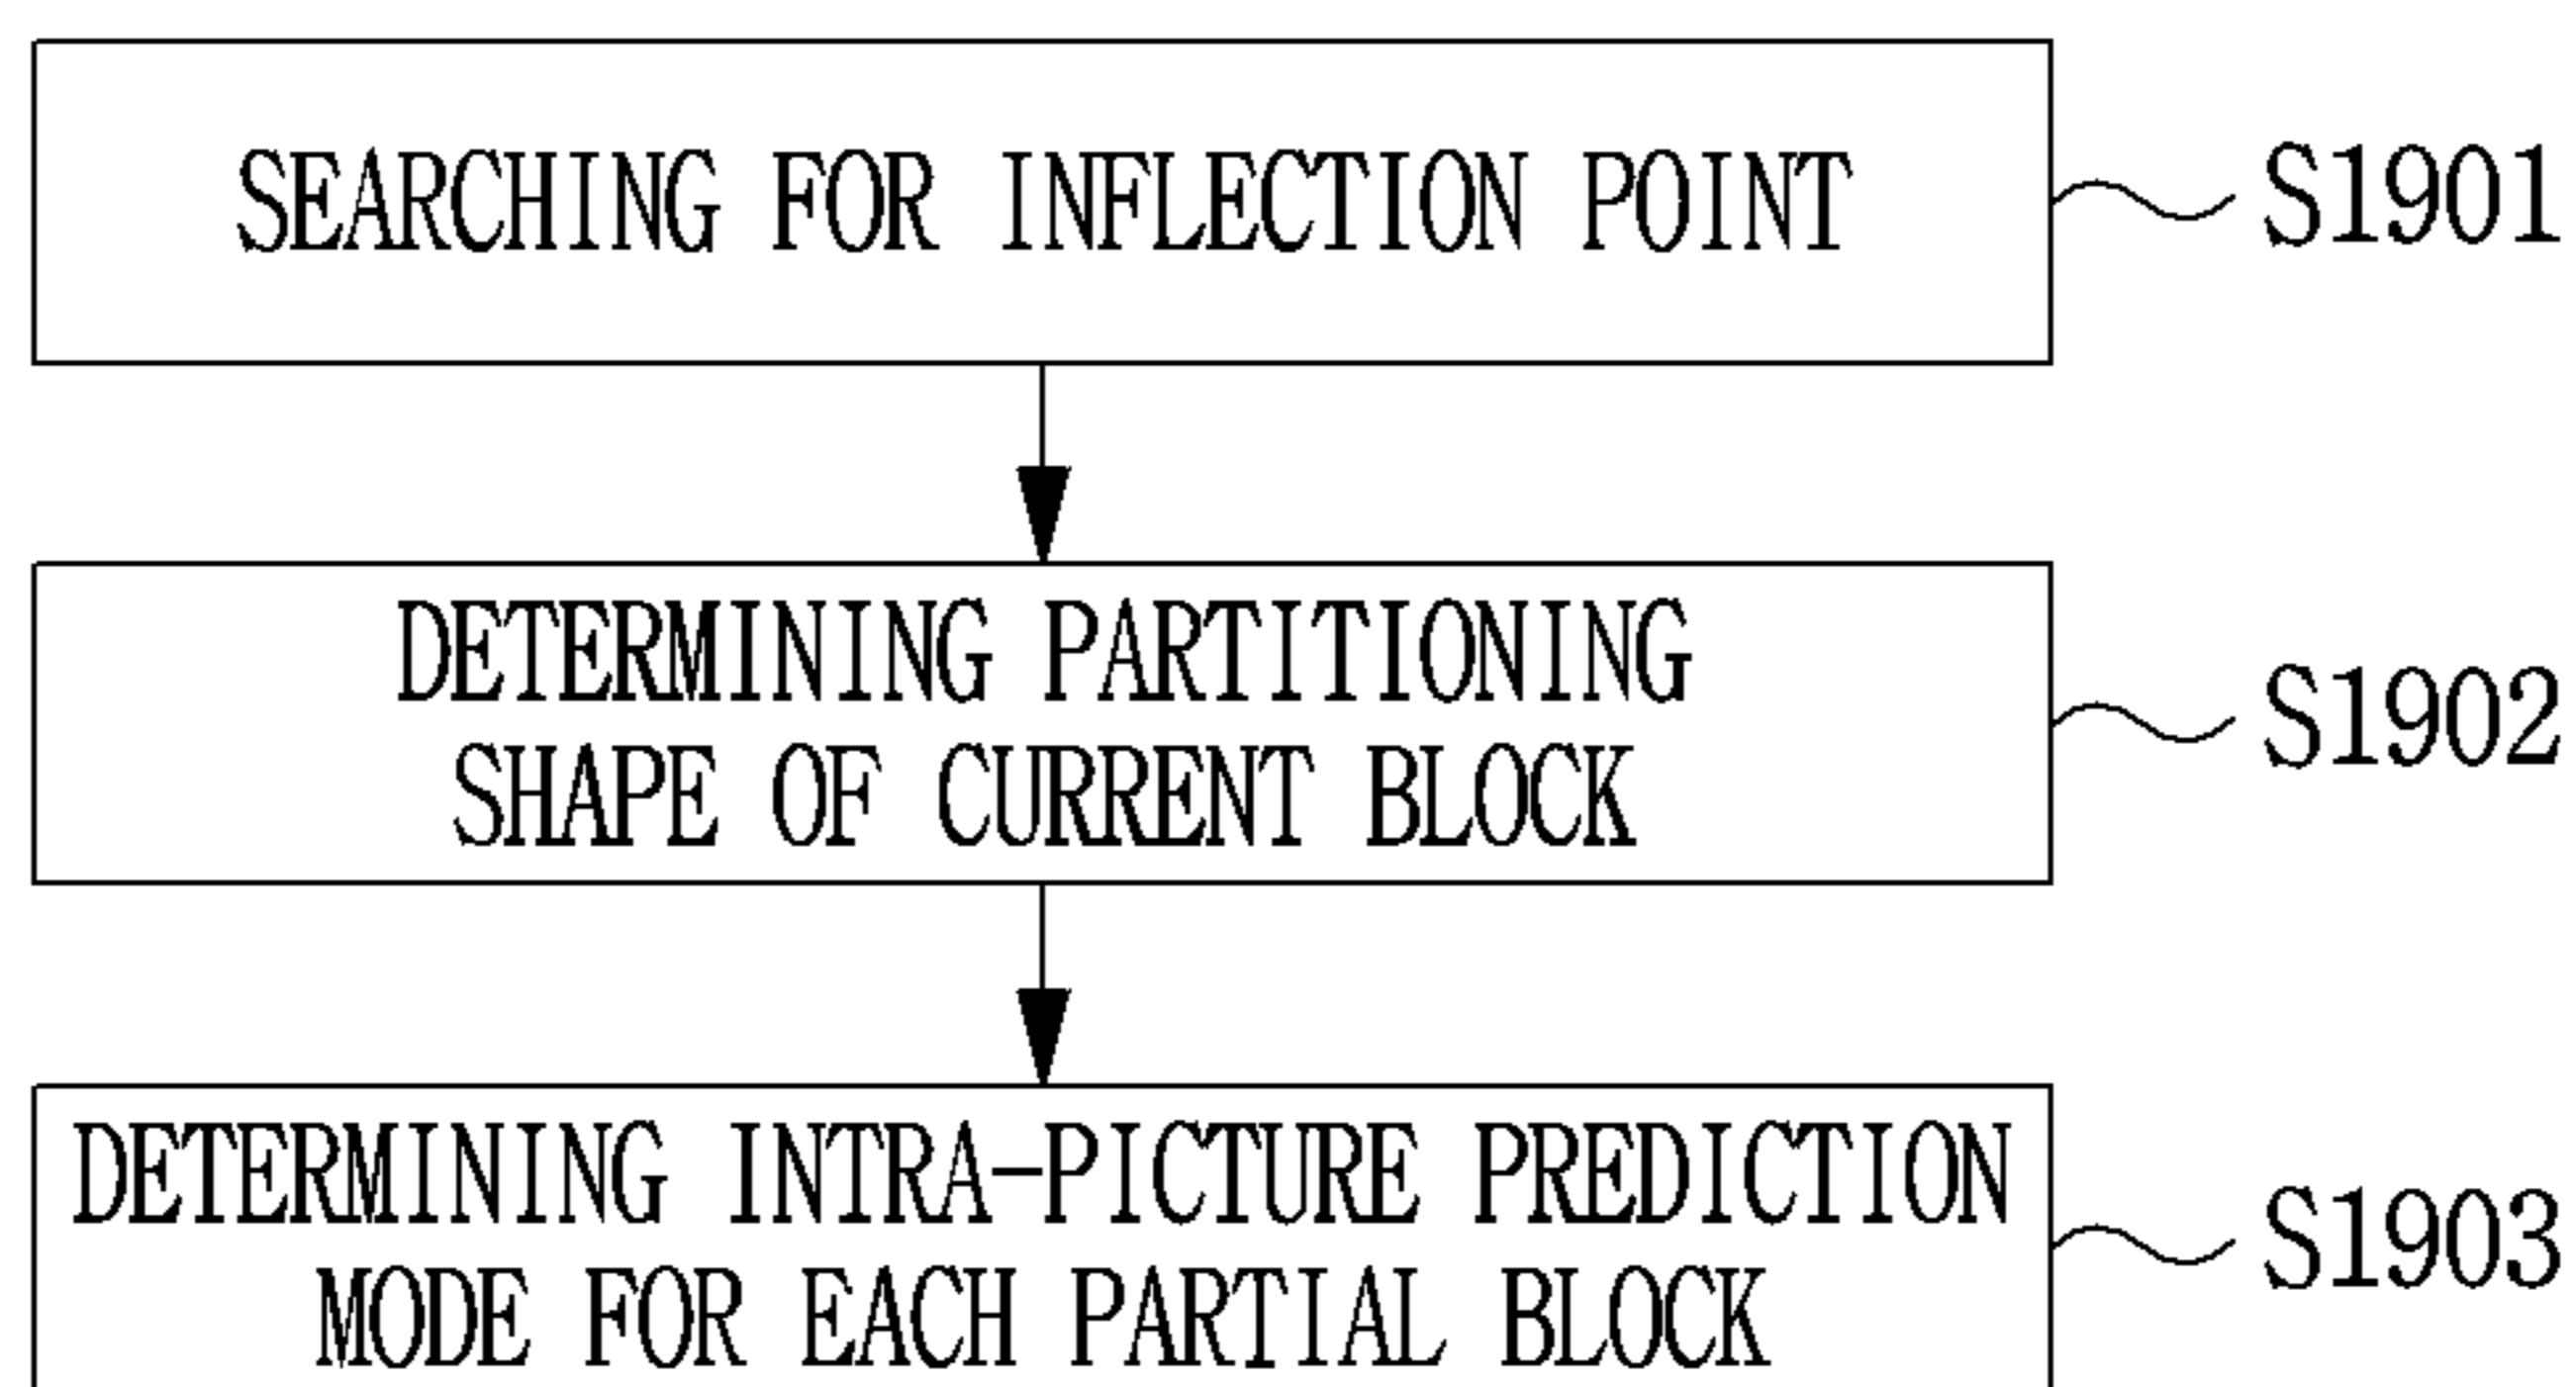 SEARCHING FOR INFLECTION POINT
S1901
DETERMINING PARTITIONING
SHAPE OF CURRENT BLOCK
S1902
DETERMINING INTRA-PICTURE PREDICTION
MODE FOR EACH PARTIAL BLOCK
S1903